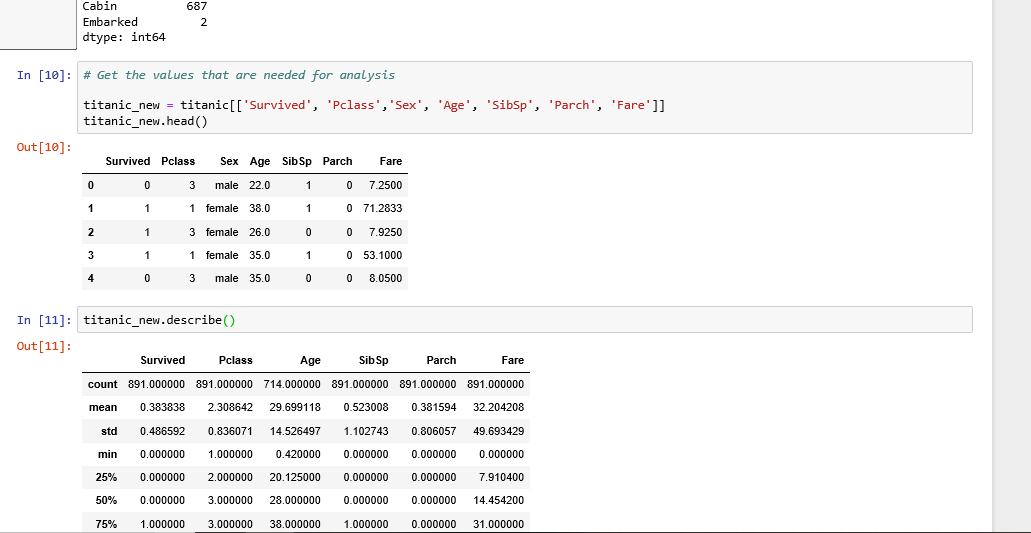 Cabin 687
Embarked 2
dtype: int64
In [10]: # Get the values that are needed for analysis
titanic_new = titanic[['Survived', 'Pclass','Sex', 'Age', 'SibSp', 'Parch', 'Fare']]
titanic_new.head()
Out[10]:
Survived Pclass Sex Age SibSp Parch Fare
0 0 3 male 22.0 1 0 7.2500
1 1 1 female 38.0 1 0 71.2833
2 1 3 female 26.0 0 0 7.9250
3 1 1 female 35.0 1 0 53.1000
4 0 3 male 35.0 0 0 8.0500
In [11]: titanic_new.describe()
Out[11]:
Survived Pclass Age SibSp Parch Fare
count 891.000000 891.000000 714.000000 891.000000 891.000000 891.000000
mean 0.383838 2.308642 29.699118 0.523008 0.381594 32.204208
std 0.486592 0.836071 14.526497 1.102743 0.806057 49.693429
min 0.000000 1.000000 0.420000 0.000000 0.000000 0.000000
25% 0.000000 2.000000 20.125000 0.000000 0.000000 7.910400
50% 0.000000 3.000000 28.000000 0.000000 0.000000 14.454200
75% 1.000000 3.000000 38.000000 1.000000 0.000000 31.000000